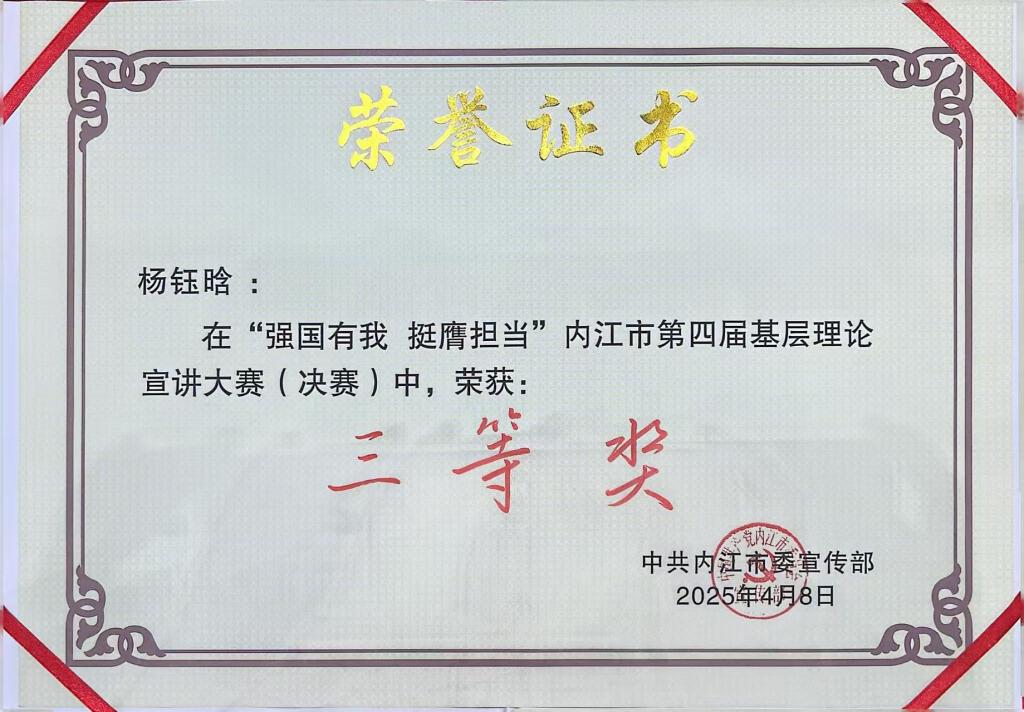 荣誉证书
杨钰晗：
在“强国有我 挺膺担当”内江市第四届基层理论
宣讲大赛（决赛）中，荣获：
三等奖
中共内江市委宣传部
2025年4月8日